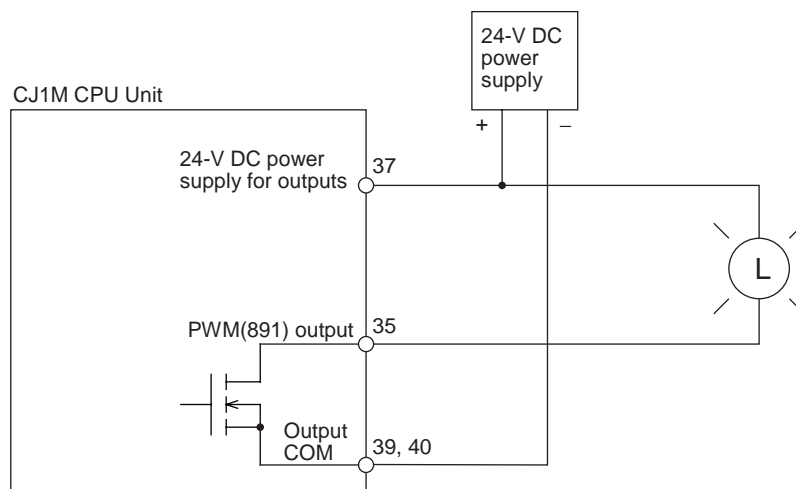 24-V DC
power
supply
CJ1M CPU Unit
+ –
24-V DC power
supply for outputs
37
L
PWM(891) output
35
Output
COM
39, 40